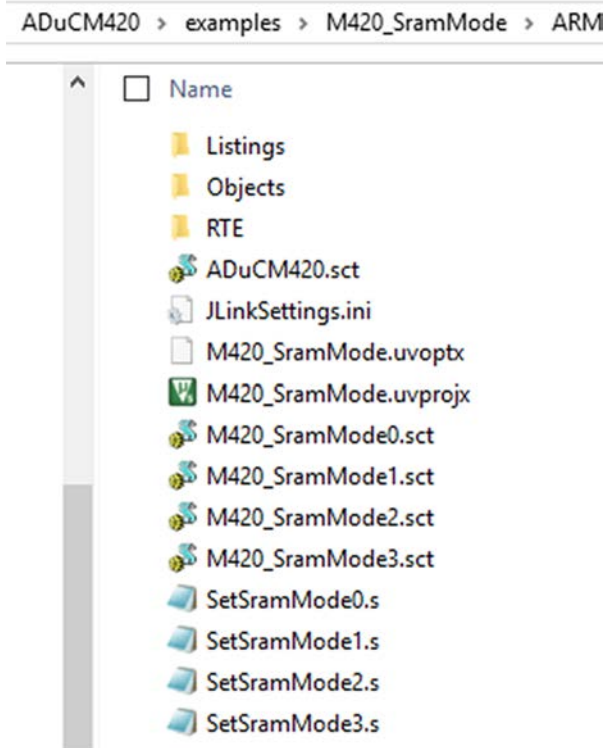 ADuCM420 > examples > M420_SramMode > ARM
Name
Listings
Objects
RTE
ADuCM420.sct
JLinkSettings.ini
M420_SramMode.uvoptx
M420_SramMode.uvprojx
M420_SramMode0.sct
M420_SramMode1.sct
M420_SramMode2.sct
M420_SramMode3.sct
SetSramMode0.s
SetSramMode1.s
SetSramMode2.s
SetSramMode3.s